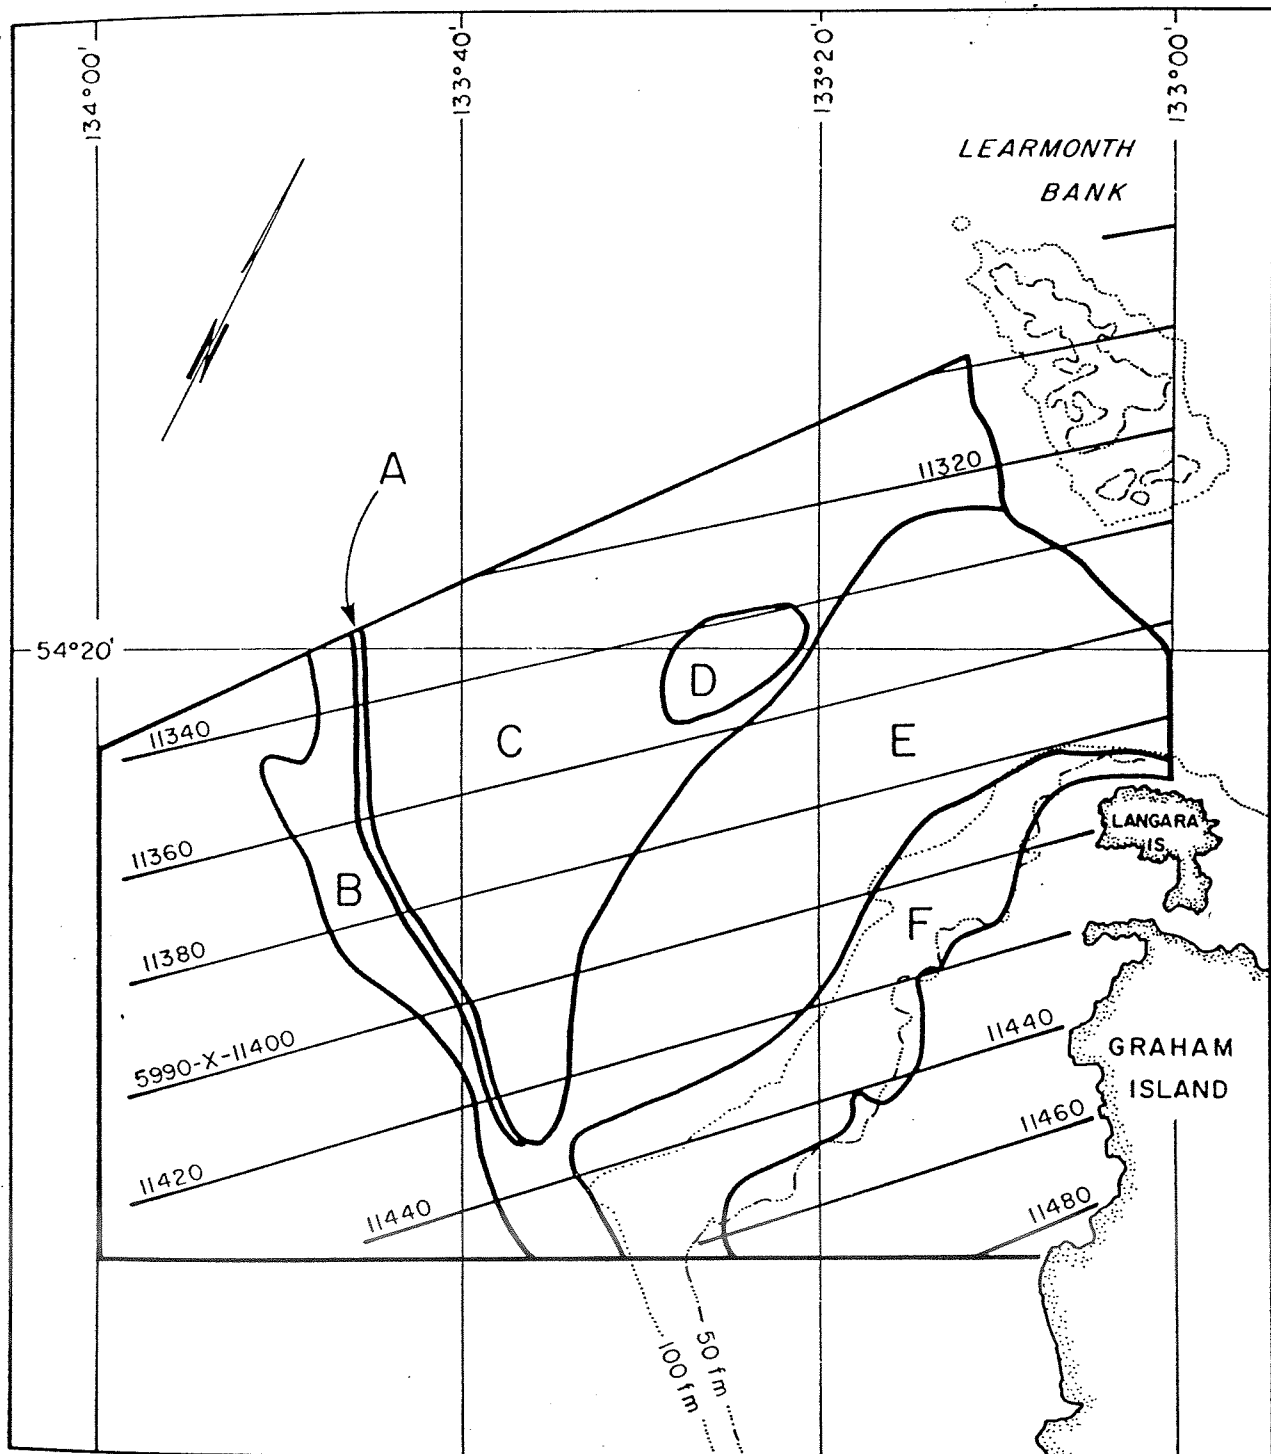 134°00'
133°40'
133°20'
133°00'
LEARMONTH
BANK
A
11320
54°20'
D
11340
C
E
LANGARA
IS.
11360
B
F
11380
11440
GRAHAM
ISLAND
5990-X-11400
11460
11420
11440
11480
50 fm
100 fm